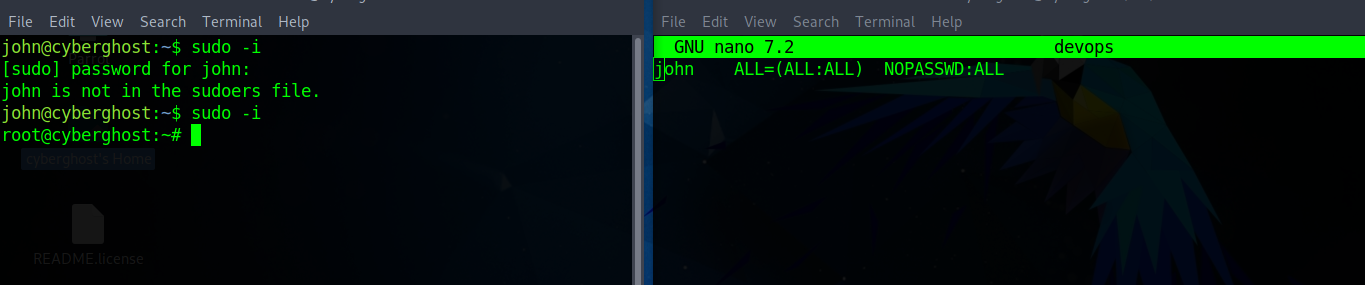 File Edit View Search Terminal Help
john@cyberghost:~$ sudo -i
[sudo] password for john:
john is not in the sudoers file.
john@cyberghost:~$ sudo -i
root@cyberghost:~#
cyberghost's Home
README.license
File Edit View Search Terminal Help
GNU nano 7.2 devops
john ALL=(ALL:ALL) NOPASSWD:ALL